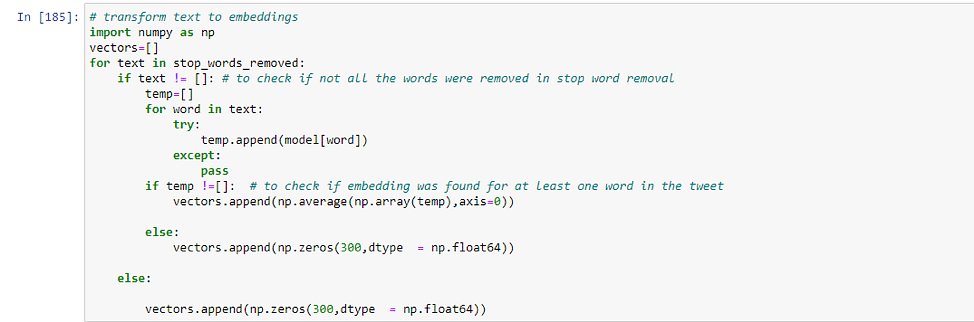 In [185]: # transform text to embeddings
import numpy as np
vectors=[]
for text in stop_words_removed:
    if text != []: # to check if not all the words were removed in stop word removal
        temp=[]
        for word in text:
            try:
                temp.append(model[word])
            except:
                pass
        if temp !=[]:  # to check if embedding was found for at least one word in the tweet
            vectors.append(np.average(np.array(temp),axis=0))
        else:
            vectors.append(np.zeros(300,dtype  = np.float64))
    else:
        vectors.append(np.zeros(300,dtype  = np.float64))